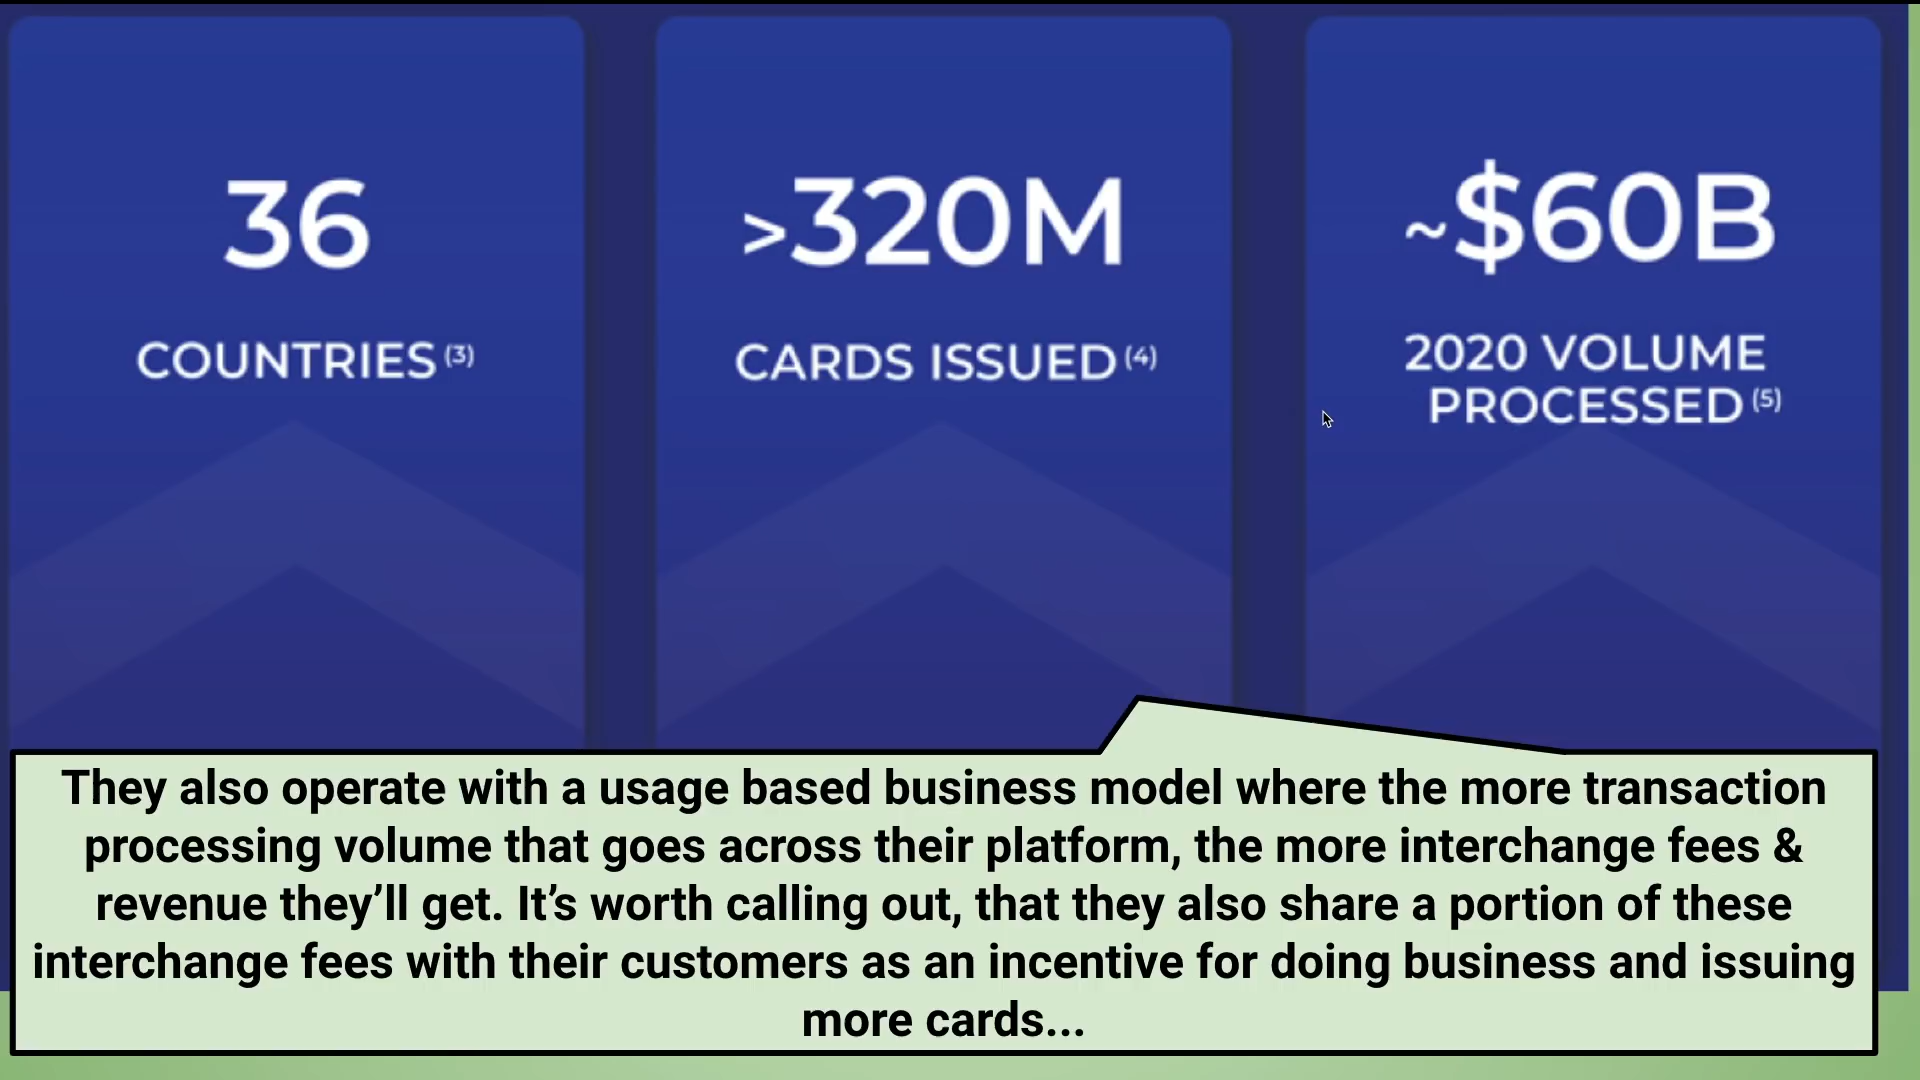 36
COUNTRIES (3)
>320M
CARDS ISSUED (4)
~$60B
2020 VOLUME
PROCESSED (5)
They also operate with a usage based business model where the more transaction
processing volume that goes across their platform, the more interchange fees &
revenue they’ll get. It’s worth calling out, that they also share a portion of these
interchange fees with their customers as an incentive for doing business and issuing
more cards...